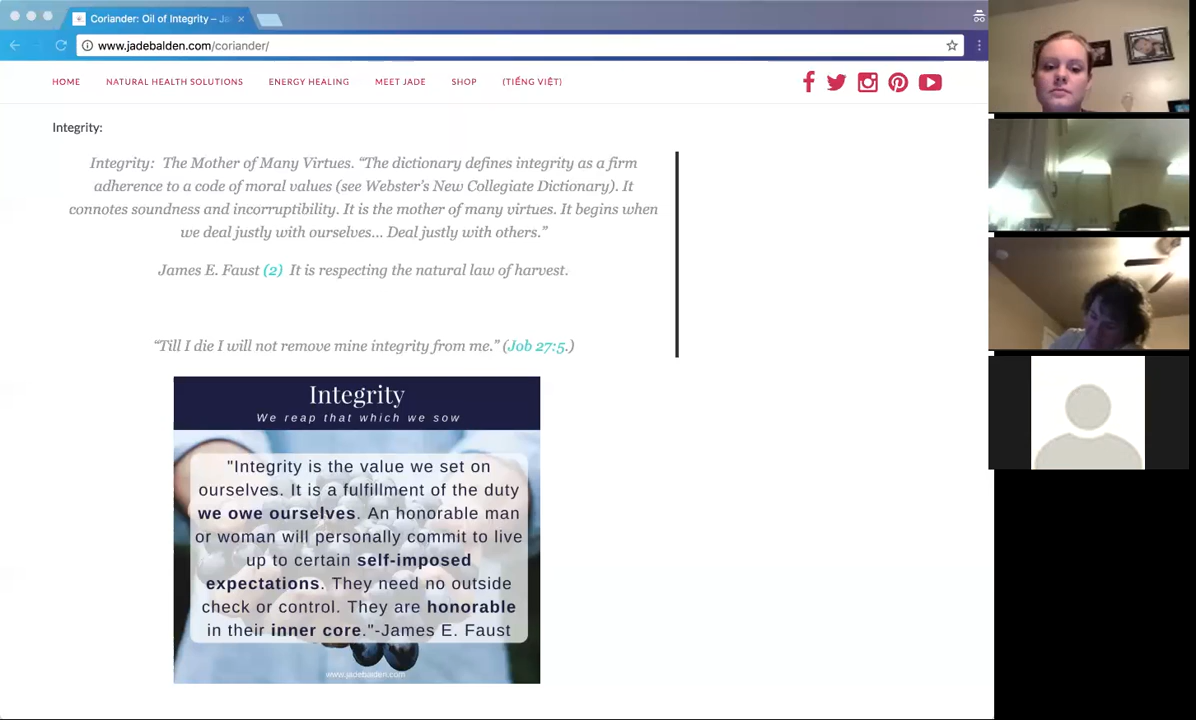 Coriander: Oil of Integrity – Ja
www.jadebalden.com/coriander/
HOME NATURAL HEALTH SOLUTIONS ENERGY HEALING MEET JADE SHOP (TIẾNG VIỆT)
Integrity:
Integrity: The Mother of Many Virtues. “The dictionary defines integrity as a firm
adherence to a code of moral values (see Webster’s New Collegiate Dictionary). It
connotes soundness and incorruptibility. It is the mother of many virtues. It begins when
we deal justly with ourselves… Deal justly with others.”
James E. Faust (2) It is respecting the natural law of harvest.
“Till I die I will not remove mine integrity from me.” (Job 27:5.)
Integrity
We reap that which we sow
"Integrity is the value we set on
ourselves. It is a fulfillment of the duty
we owe ourselves. An honorable man
or woman will personally commit to live
up to certain self-imposed
expectations. They need no outside
check or control. They are honorable
in their inner core."-James E. Faust
www.jadebalden.com